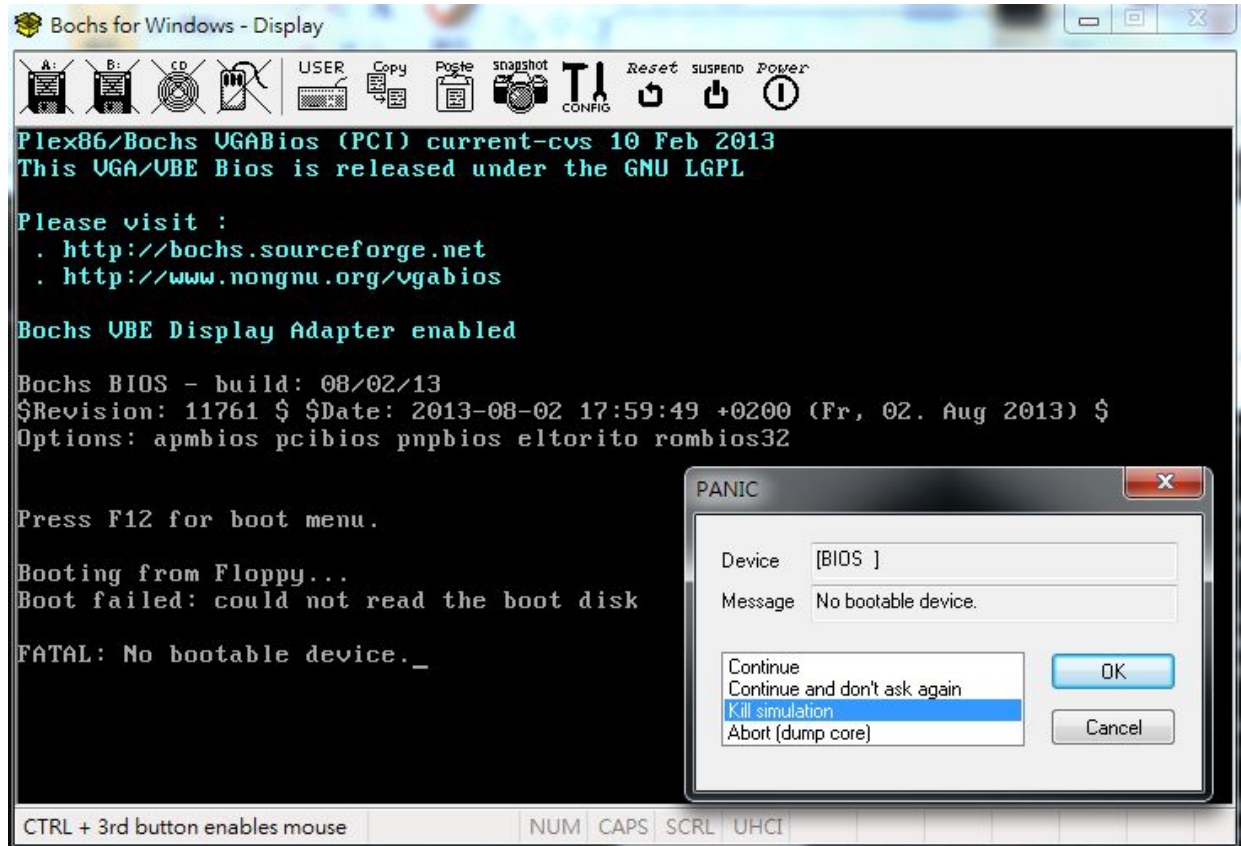 Bochs for Windows - Display
A: B: CD USER Copy Paste snapshot CONFIG Reset SUSPEND Power
Plex86/Bochs VGABios (PCI) current-cvs 10 Feb 2013
This VGA/VBE Bios is released under the GNU LGPL
Please visit :
. http://bochs.sourceforge.net
. http://www.nongnu.org/vgabios
Bochs VBE Display Adapter enabled
Bochs BIOS - build: 08/02/13
$Revision: 11761 $ $Date: 2013-08-02 17:59:49 +0200 (Fr, 02. Aug 2013) $
Options: apmbios pcibios pnpbios eltorito rombios32
Press F12 for boot menu.
Booting from Floppy...
Boot failed: could not read the boot disk
FATAL: No bootable device._
PANIC
Device [BIOS ]
Message No bootable device.
Continue
Continue and don't ask again
Kill simulation
Abort (dump core)
OK
Cancel
CTRL + 3rd button enables mouse NUM CAPS SCRL UHCI